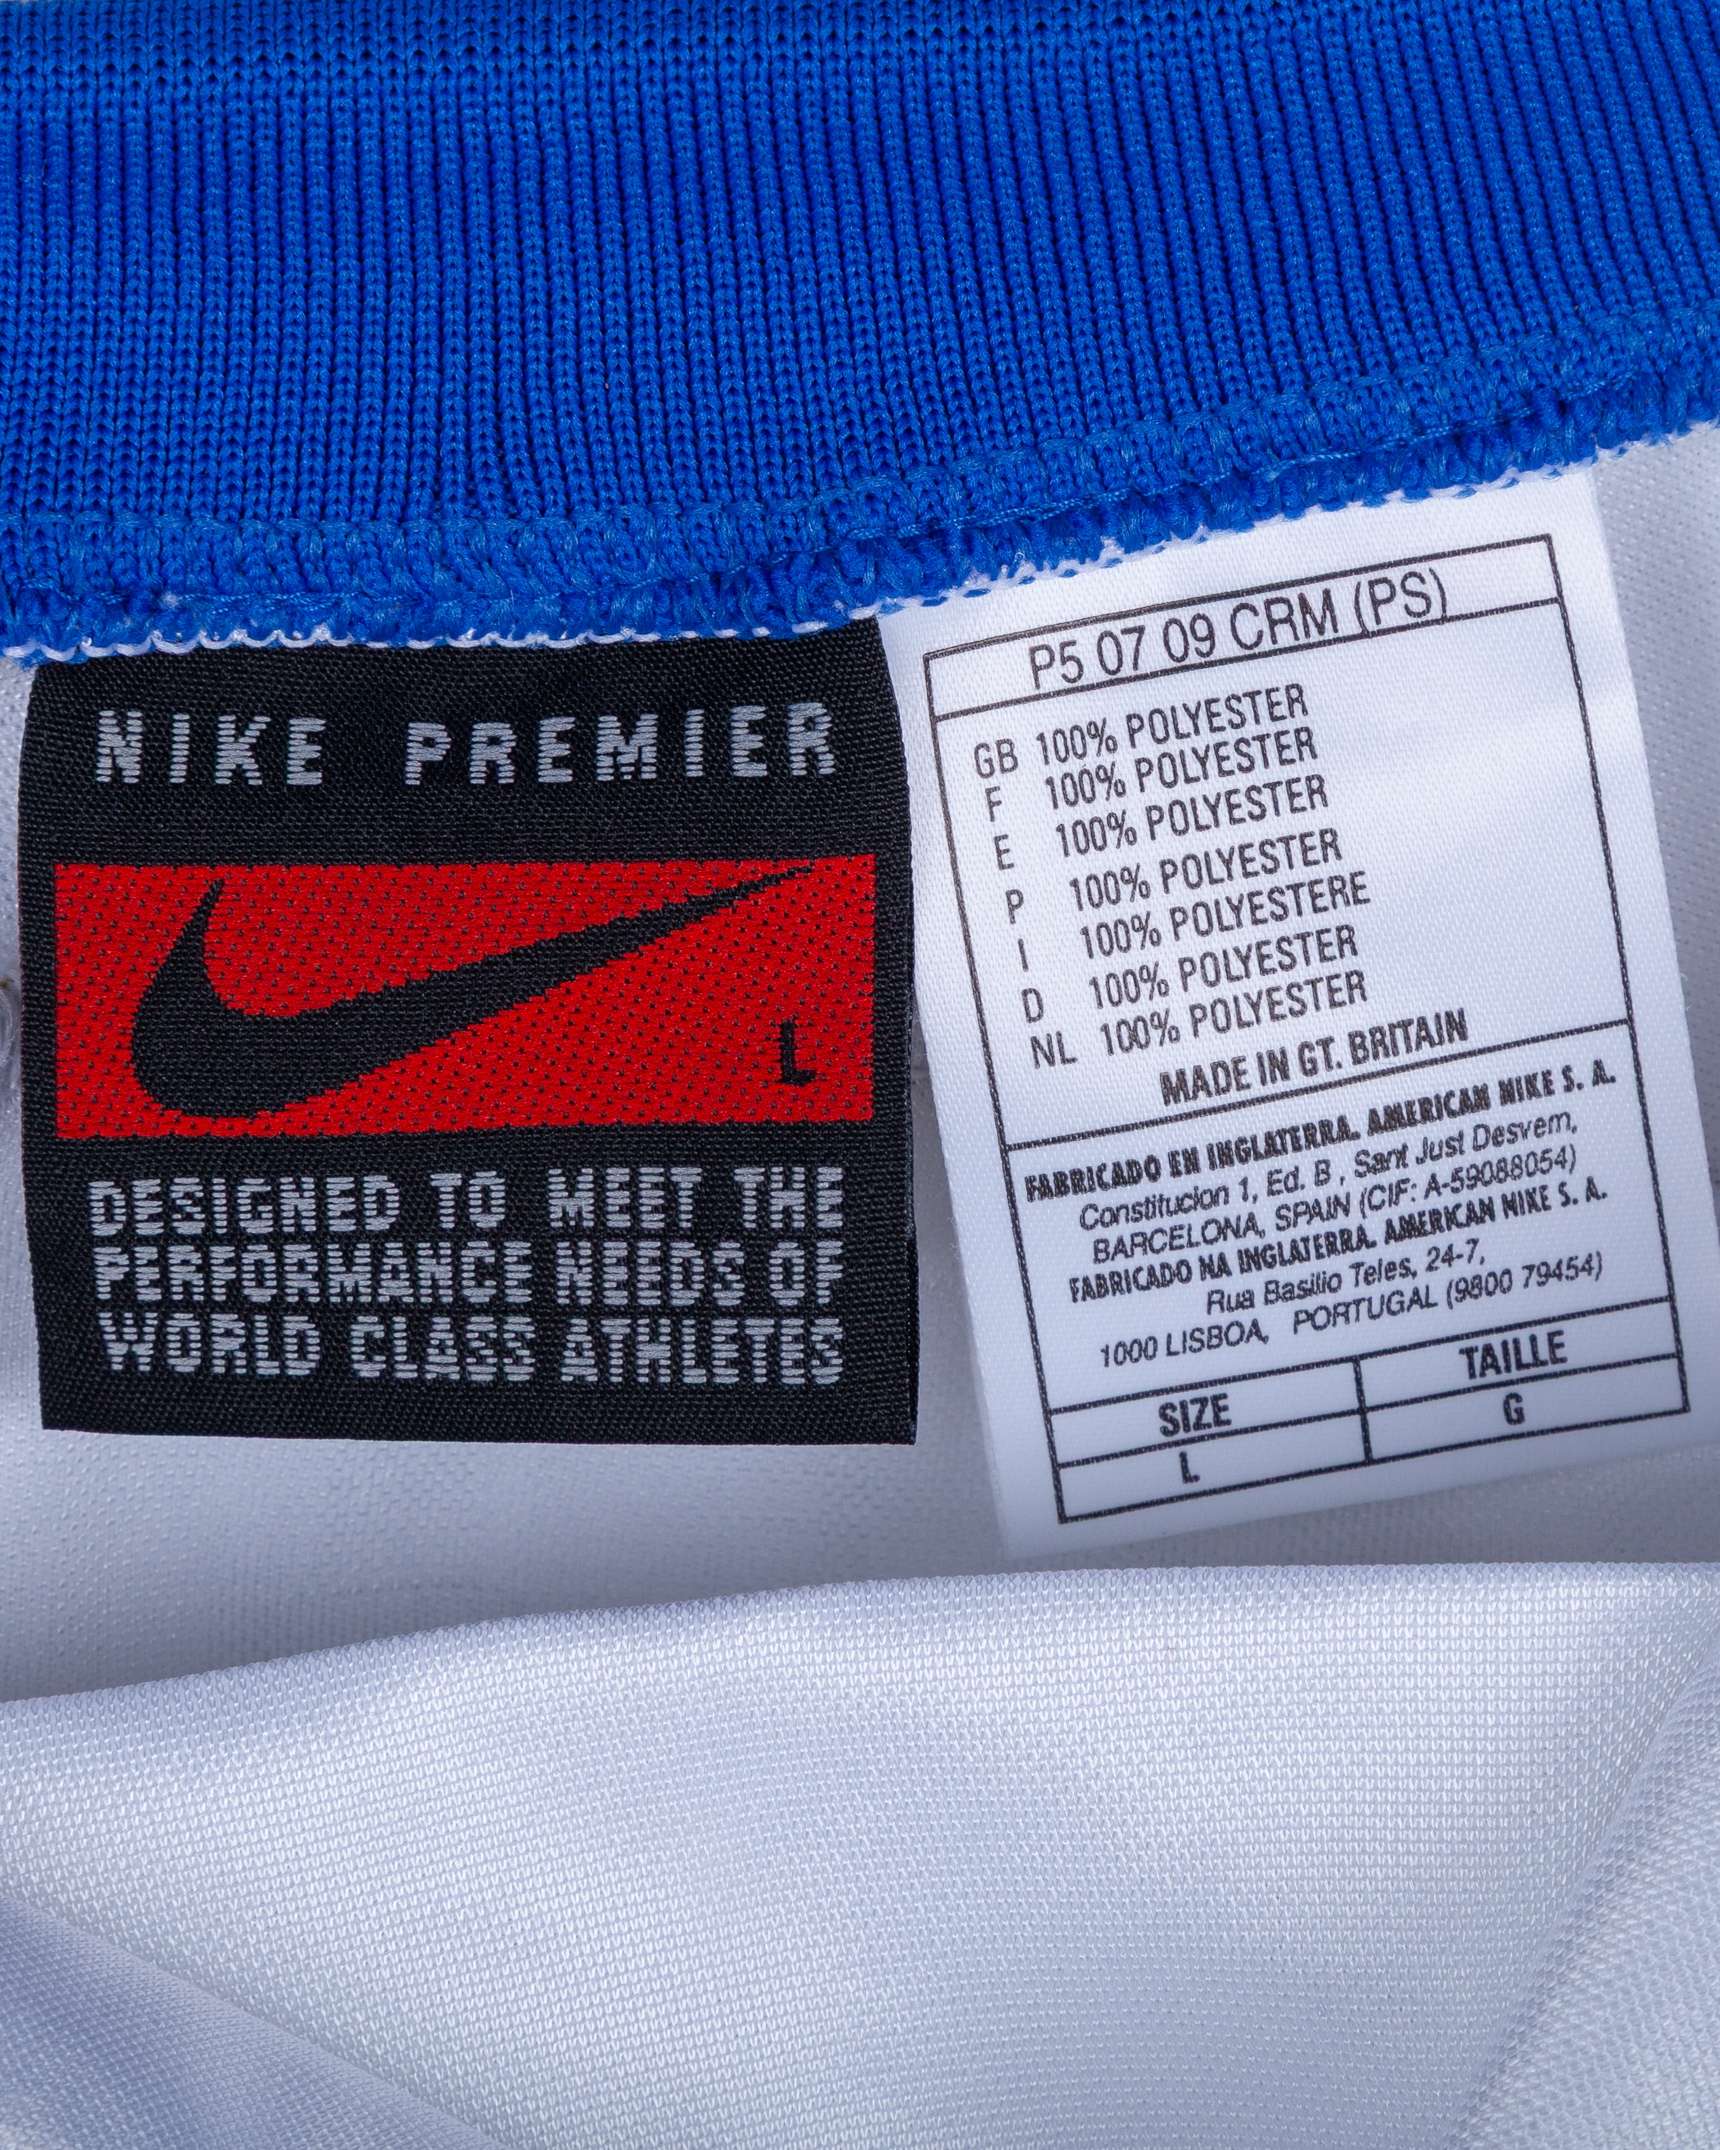 NIKE PREMIER
L
DESIGNED TO MEET THE
PERFORMANCE NEEDS OF
WORLD CLASS ATHLETES
P5 07 09 CRM (PS)
GB 100% POLYESTER
F 100% POLYESTER
E 100% POLYESTER
P 100% POLYESTER
I 100% POLYESTERE
D 100% POLYESTER
NL 100% POLYESTER
MADE IN GT. BRITAIN
FABRICADO EN INGLATERRA. AMERICAN NIKE S. A.
Constitucion 1, Ed. B , Sant Just Desvern,
BARCELONA, SPAIN (CIF: A-59088054)
FABRICADO NA INGLATERRA. AMERICAN NIKE S. A.
Rua Basilio Teles, 24-7,
1000 LISBOA, PORTUGAL (9800 79454)
SIZE TAILLE
L G